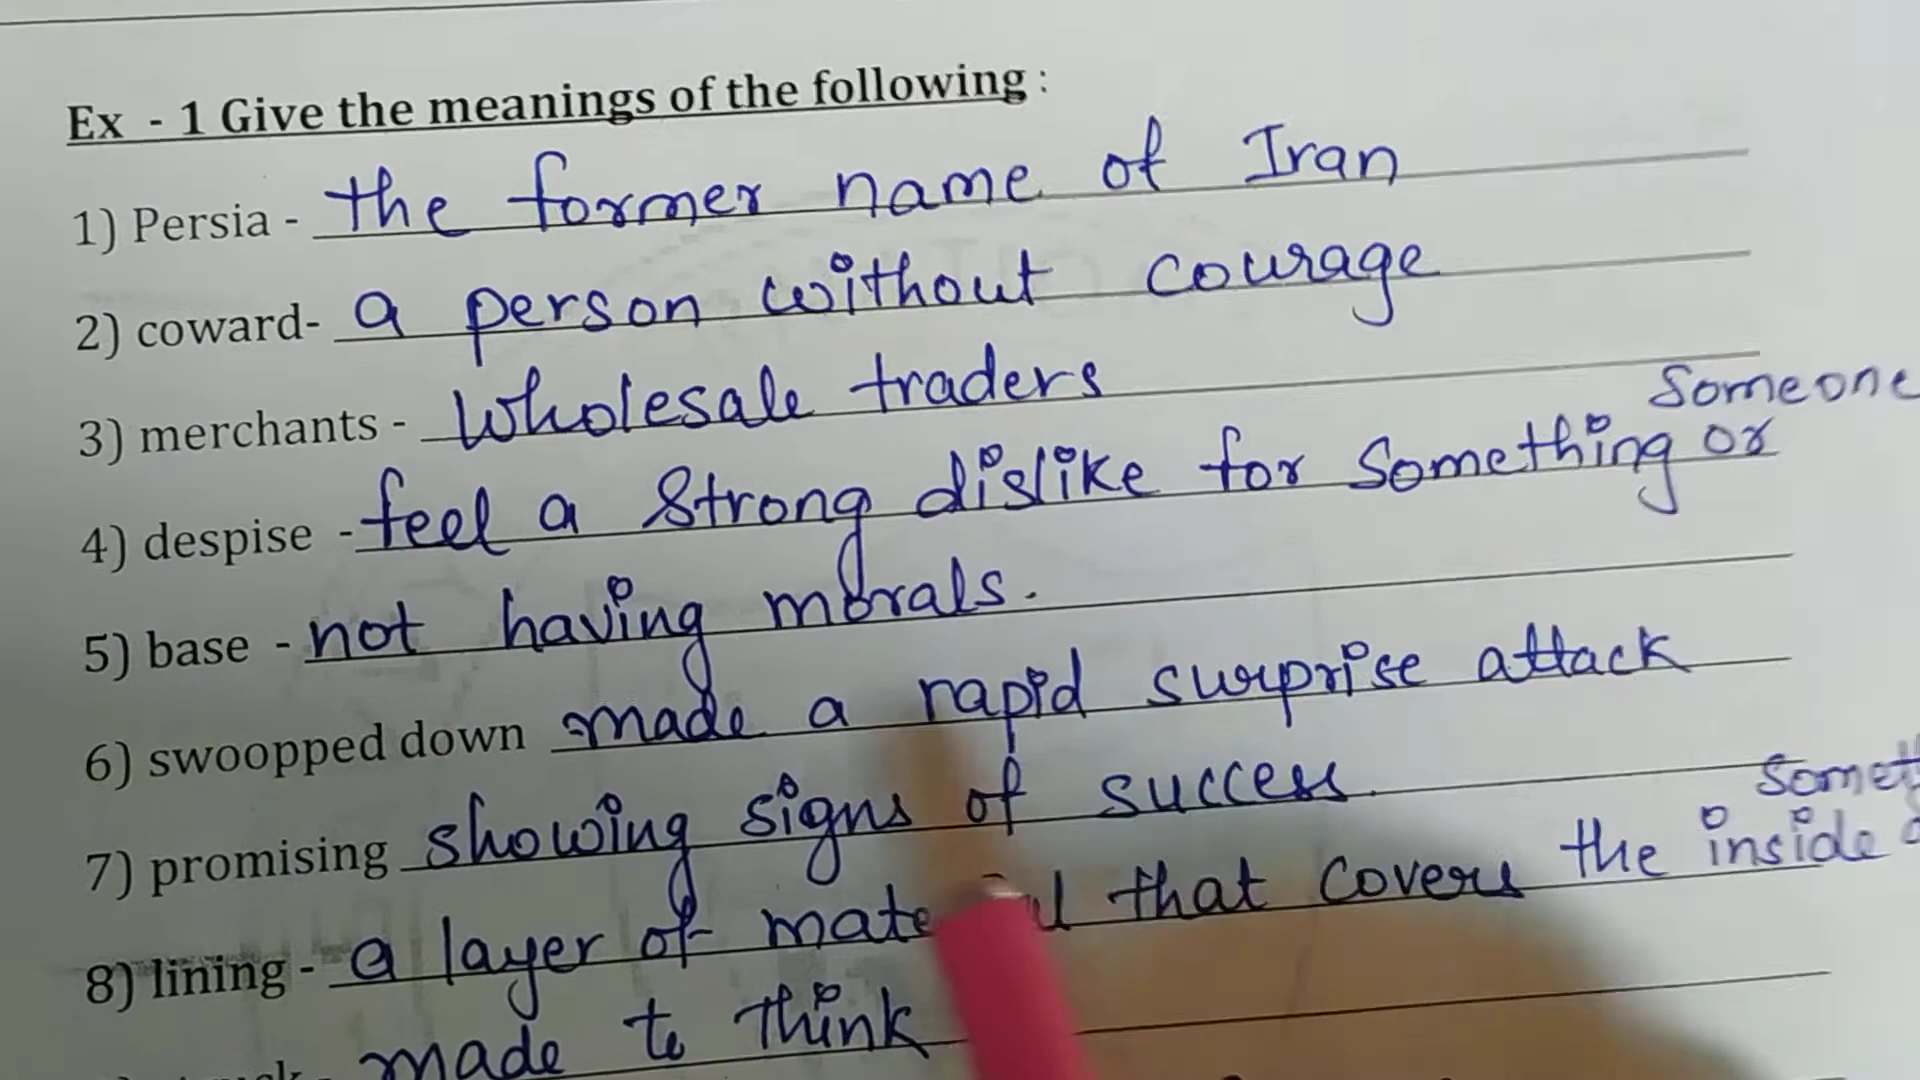 Ex - 1 Give the meanings of the following :
1) Persia - the former name of Iran
2) coward- a person without courage
3) merchants - Wholesale traders
someone
4) despise - feel a strong dislike for something or
5) base - not having morals.
6) swoopped down made a rapid surprise attack
7) promising showing signs of success.
8) lining - a layer of that covers the inside
made to think